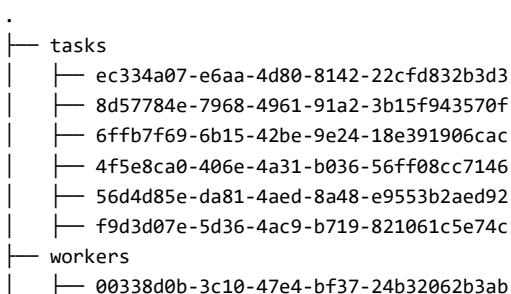 .
├── tasks
│   ├── ec334a07-e6aa-4d80-8142-22cfd832b3d3
│   ├── 8d57784e-7968-4961-91a2-3b15f943570f
│   ├── 6ffb7f69-6b15-42be-9e24-18e391906cac
│   ├── 4f5e8ca0-406e-4a31-b036-56ff08cc7146
│   ├── 56d4d85e-da81-4aed-8a48-e9553b2aed92
│   ├── f9d3d07e-5d36-4ac9-b719-821061c5e74c
├── workers
│   ├── 00338d0b-3c10-47e4-bf37-24b32062b3ab